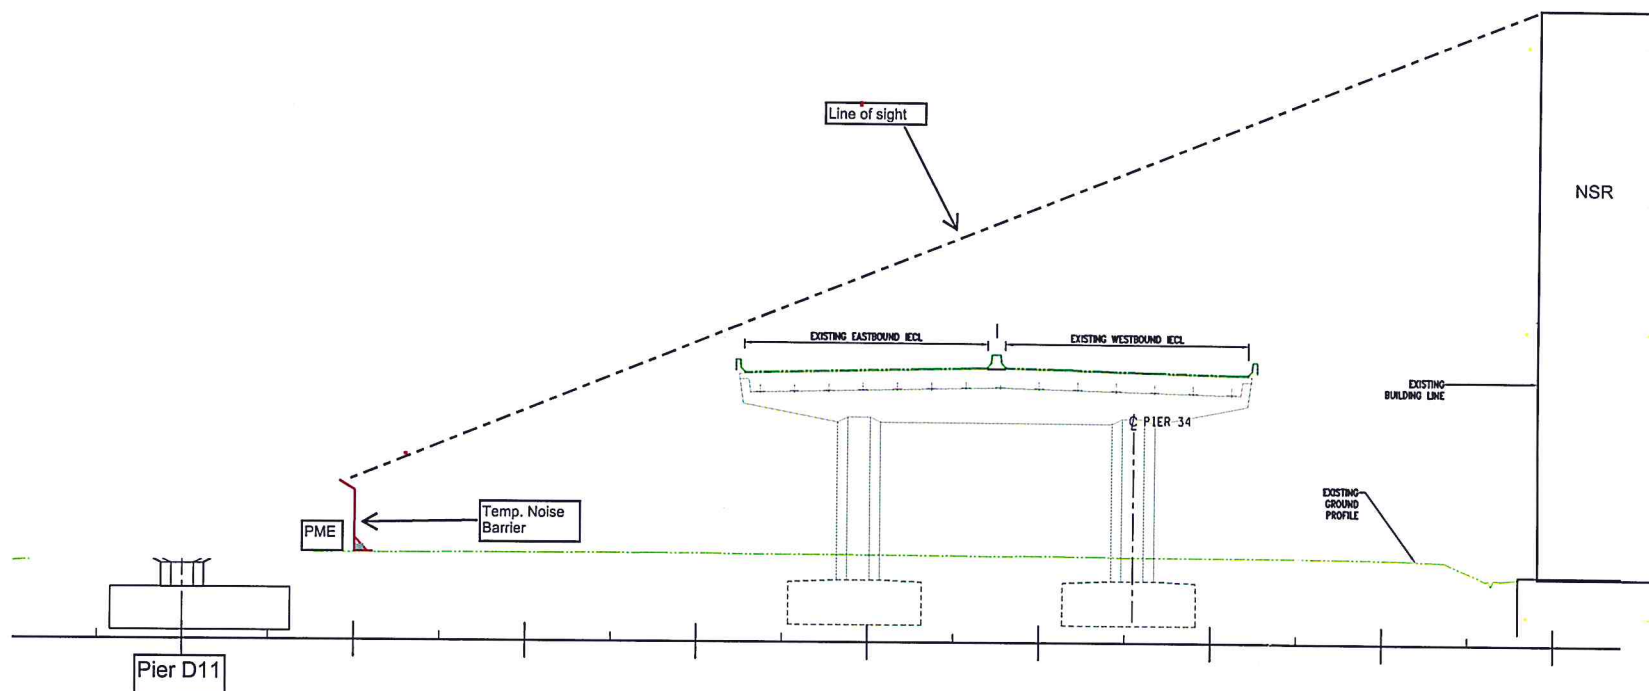 Line of sight
NSR
EXISTING EASTBOUND IECL
EXISTING WESTBOUND IECL
EXISTING
BUILDING LINE
℄ PIER 34
EXISTING
GROUND
PROFILE
Temp. Noise
Barrier
PME
Pier D11